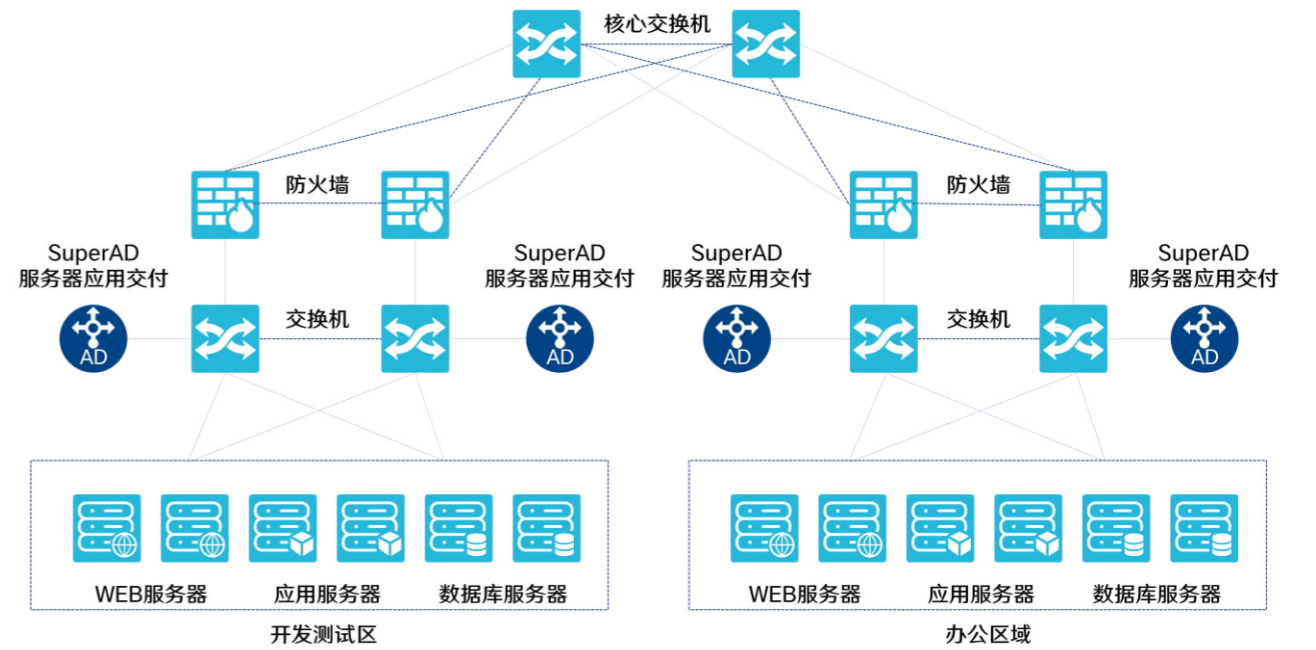 核心交换机
防火墙
防火墙
SuperAD
服务器应用交付
SuperAD
服务器应用交付
SuperAD
服务器应用交付
SuperAD
服务器应用交付
AD
交换机
AD
AD
交换机
AD
WEB服务器
应用服务器
数据库服务器
WEB服务器
应用服务器
数据库服务器
开发测试区
办公区域